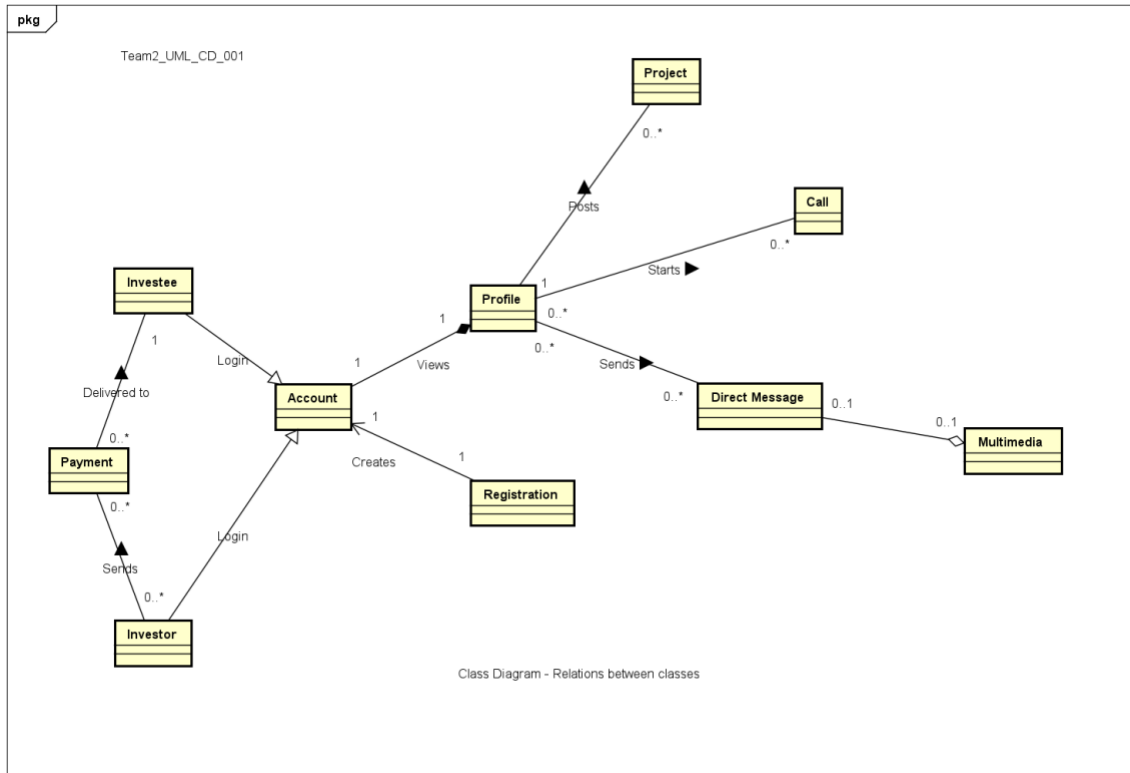 pkg
Team2_UML_CD_001
Project
0..*
Posts
Call
0..*
Starts
1
Investee
1
Profile
1
0..*
0..*
Sends
0..*
Login
1
Views
Delivered to
Account
1
Direct Message
0..1
0..1
Multimedia
0..*
Payment
0..*
Creates
1
Registration
Login
Sends
0..*
Investor
Class Diagram - Relations between classes